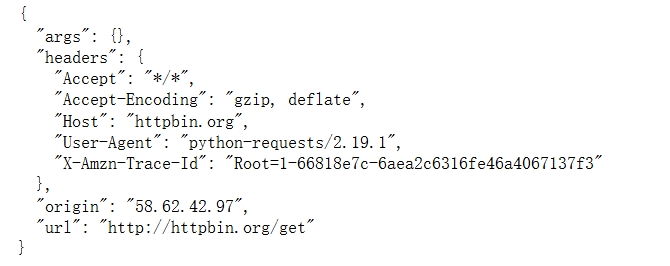 {
  "args": {},
  "headers": {
    "Accept": "*/*",
    "Accept-Encoding": "gzip, deflate",
    "Host": "httpbin.org",
    "User-Agent": "python-requests/2.19.1",
    "X-Amzn-Trace-Id": "Root=1-66818e7c-6aea2c6316fe46a4067137f3"
  },
  "origin": "58.62.42.97",
  "url": "http://httpbin.org/get"
}